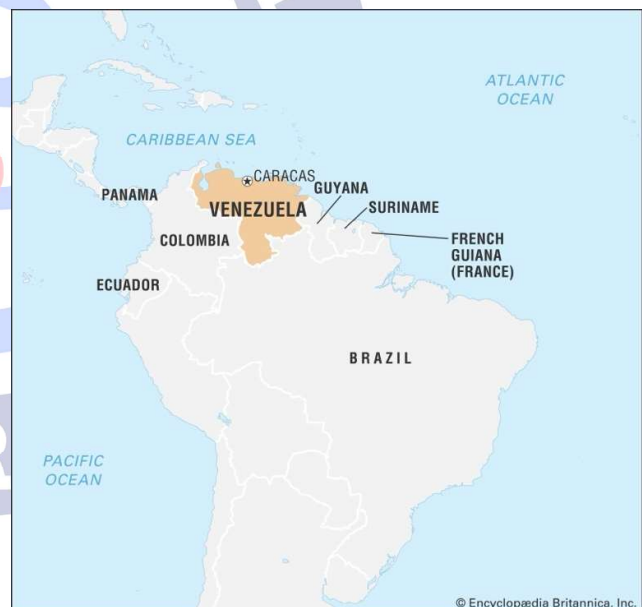 ATLANTIC
OCEAN
CARIBBEAN SEA
CARACAS
PANAMA
GUYANA
VENEZUELA
SURINAME
COLOMBIA
FRENCH
GUIANA
(FRANCE)
ECUADOR
BRAZIL
PACIFIC
OCEAN
© Encyclopædia Britannica, Inc.